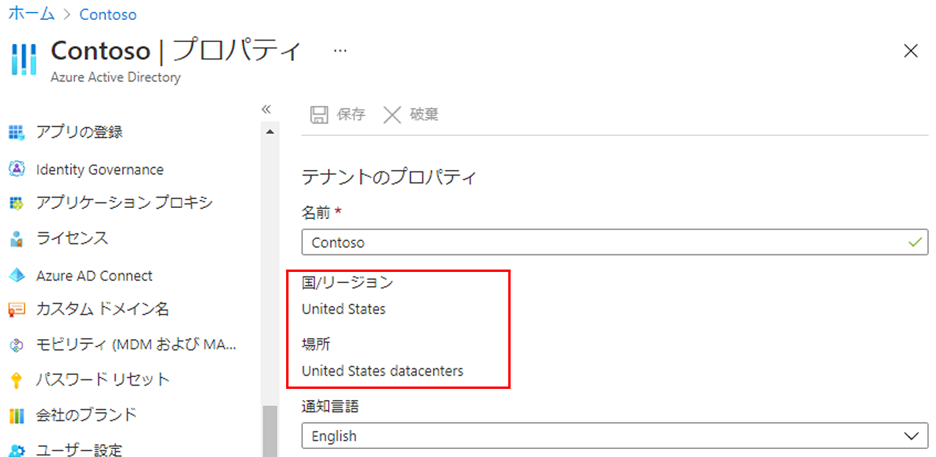 ホーム > Contoso
Contoso | プロパティ ...
Azure Active Directory
«
保存 破棄
アプリの登録
Identity Governance
アプリケーション プロキシ
ライセンス
Azure AD Connect
カスタム ドメイン名
モビリティ (MDM および MA...
パスワード リセット
会社のブランド
ユーザー設定
テナントのプロパティ
名前 *
Contoso
国/リージョン
United States
場所
United States datacenters
通知言語
English